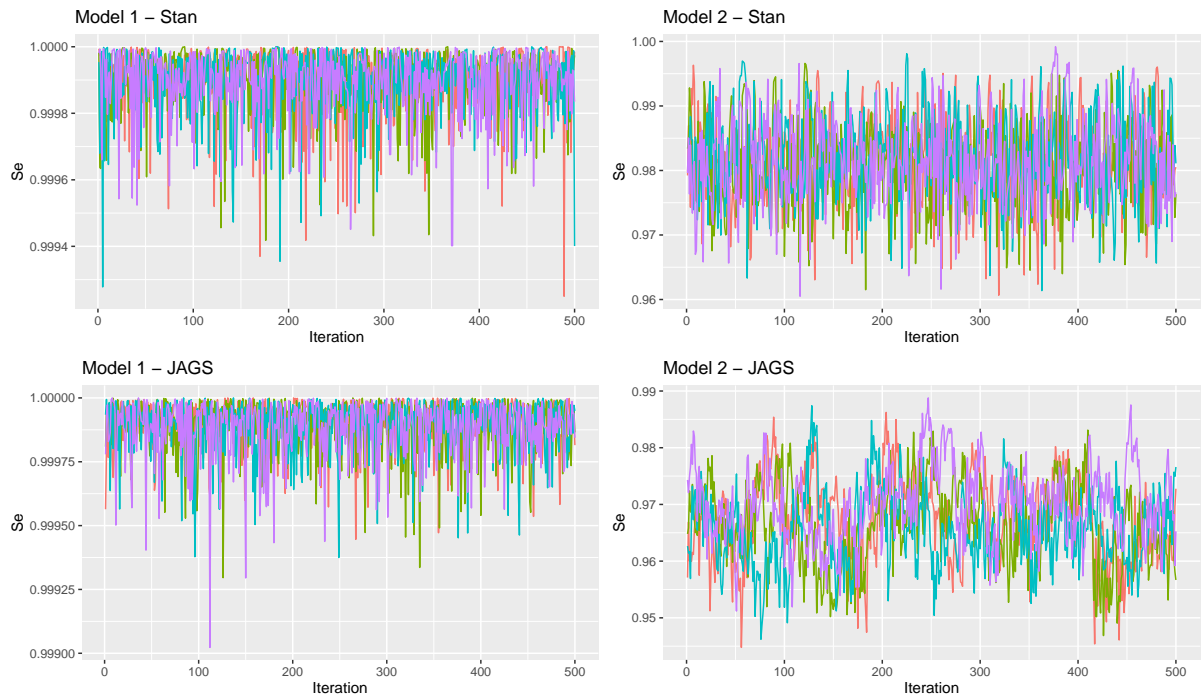 Model 1 – Stan
1.0000
0.9998
0.9996
0.9994
Se
0 100 200 300 400 500
Iteration
Model 2 – Stan
1.00
0.99
0.98
0.97
0.96
Se
0 100 200 300 400 500
Iteration
Model 1 – JAGS
1.00000
0.99975
0.99950
0.99925
0.99900
Se
0 100 200 300 400 500
Iteration
Model 2 – JAGS
0.99
0.98
0.97
0.96
0.95
Se
0 100 200 300 400 500
Iteration